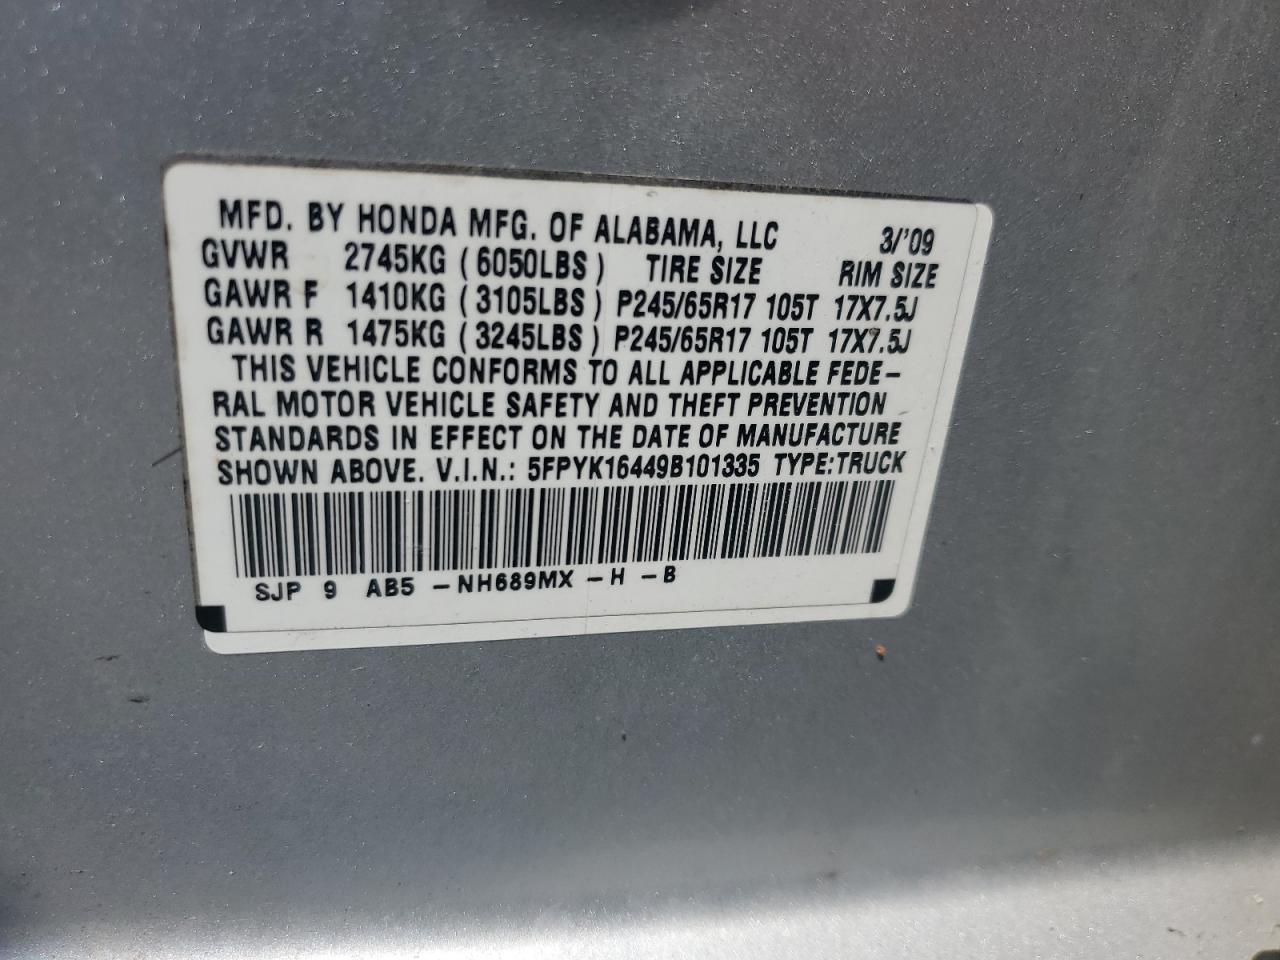 MFD. BY HONDA MFG. OF ALABAMA, LLC 3/'09
GVWR 2745KG (6050LBS) TIRE SIZE RIM SIZE
GAWR F 1410KG (3105LBS) P245/65R17 105T 17X7.5J
GAWR R 1475KG (3245LBS) P245/65R17 105T 17X7.5J
THIS VEHICLE CONFORMS TO ALL APPLICABLE FEDE-
RAL MOTOR VEHICLE SAFETY AND THEFT PREVENTION
STANDARDS IN EFFECT ON THE DATE OF MANUFACTURE
SHOWN ABOVE. V.I.N.: 5FPYK16449B101335 TYPE:TRUCK
SJP 9 AB5 -NH689MX -H -B